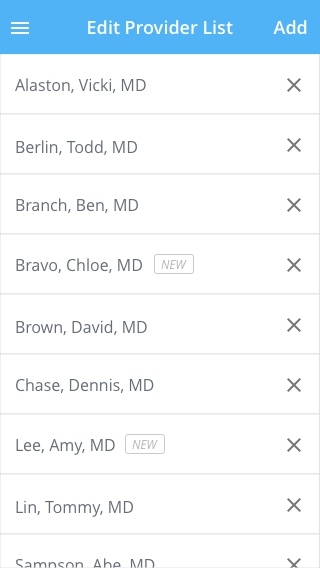 Edit Provider List Add
Alaston, Vicki, MD
Berlin, Todd, MD
Branch, Ben, MD
Bravo, Chloe, MD NEW
Brown, David, MD
Chase, Dennis, MD
Lee, Amy, MD NEW
Lin, Tommy, MD
Sampson, Abe, MD